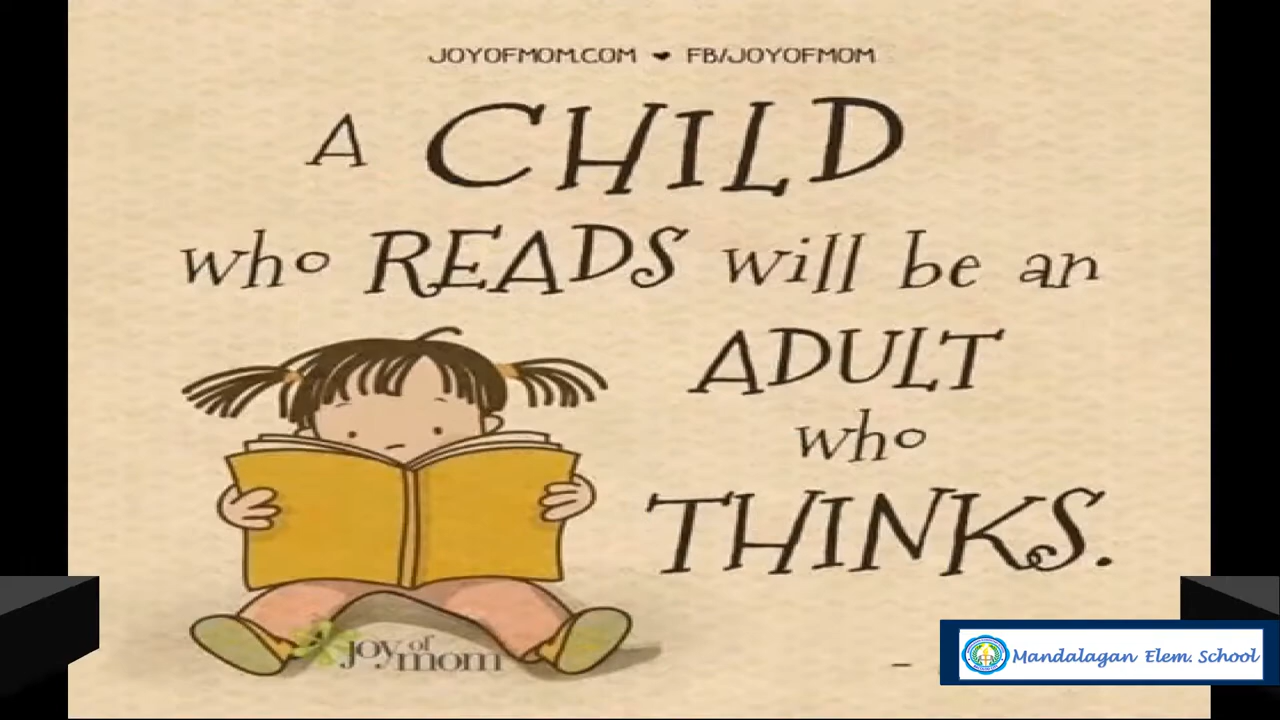 JOYOFMOM.COM ❤ FB/JOYOFMOM
A CHILD
who READS will be an
ADULT
who
THINKS.
joy of mom
–
Mandalagan Elem. School